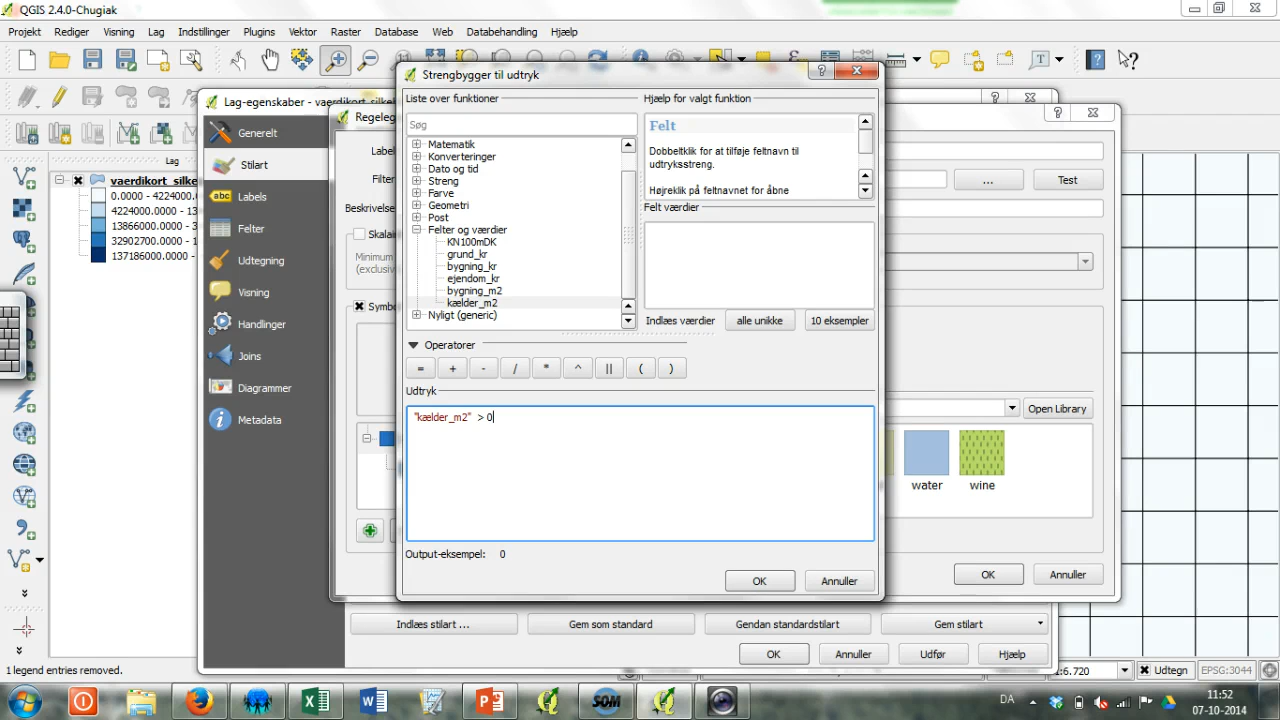 QGIS 2.4.0-Chugiak
Projekt Rediger Visning Lag Indstillinger Plugins Vektor Raster Database Web Databehandling Hjælp
Strengbygger til udtryk
Lag-egenskaber - vaerdikort_silke
Liste over funktioner
Hjælp for valgt funktion
Søg
Felt
Dobbeltklik for at tilføje feltnavn til
udtryksstreng.
Højreklik på feltnavnet for åbne
Felt værdier
Matematik
Konverteringer
Dato og tid
Streng
Farve
Geometri
Post
Felter og værdier
KN100mDK
grund_kr
bygning_kr
ejendom_kr
bygning_m2
kælder_m2
Nyligt (generic)
Indlæs værdier
alle unikke
10 eksempler
Operatorer
= + - / * ^ || ( )
Udtryk
"kælder_m2" > 0
Output-eksempel: 0
OK Annuller
Generelt
Stilart
Labels
Felter
Udtegning
Visning
Handlinger
Joins
Diagrammer
Metadata
Lag
vaerdikort_silke
0.0000 - 4224000.0000
4224000.0000 - 13
13866000.0000 - 
32902700.0000 - 1
137186000.0000 -
Regeleg
Label
Filter
... Test
Beskrivelse
Skalain
Minimum
(exclusiv
Symbo
Open Library
water wine
OK Annuller
Indlæs stilart ... Gem som standard Gendan standardstilart Gem stilart
OK Annuller Udfør Hjælp
1 legend entries removed.
1:6.720
Udtegn
EPSG:3044
DA
11:52
07-10-2014